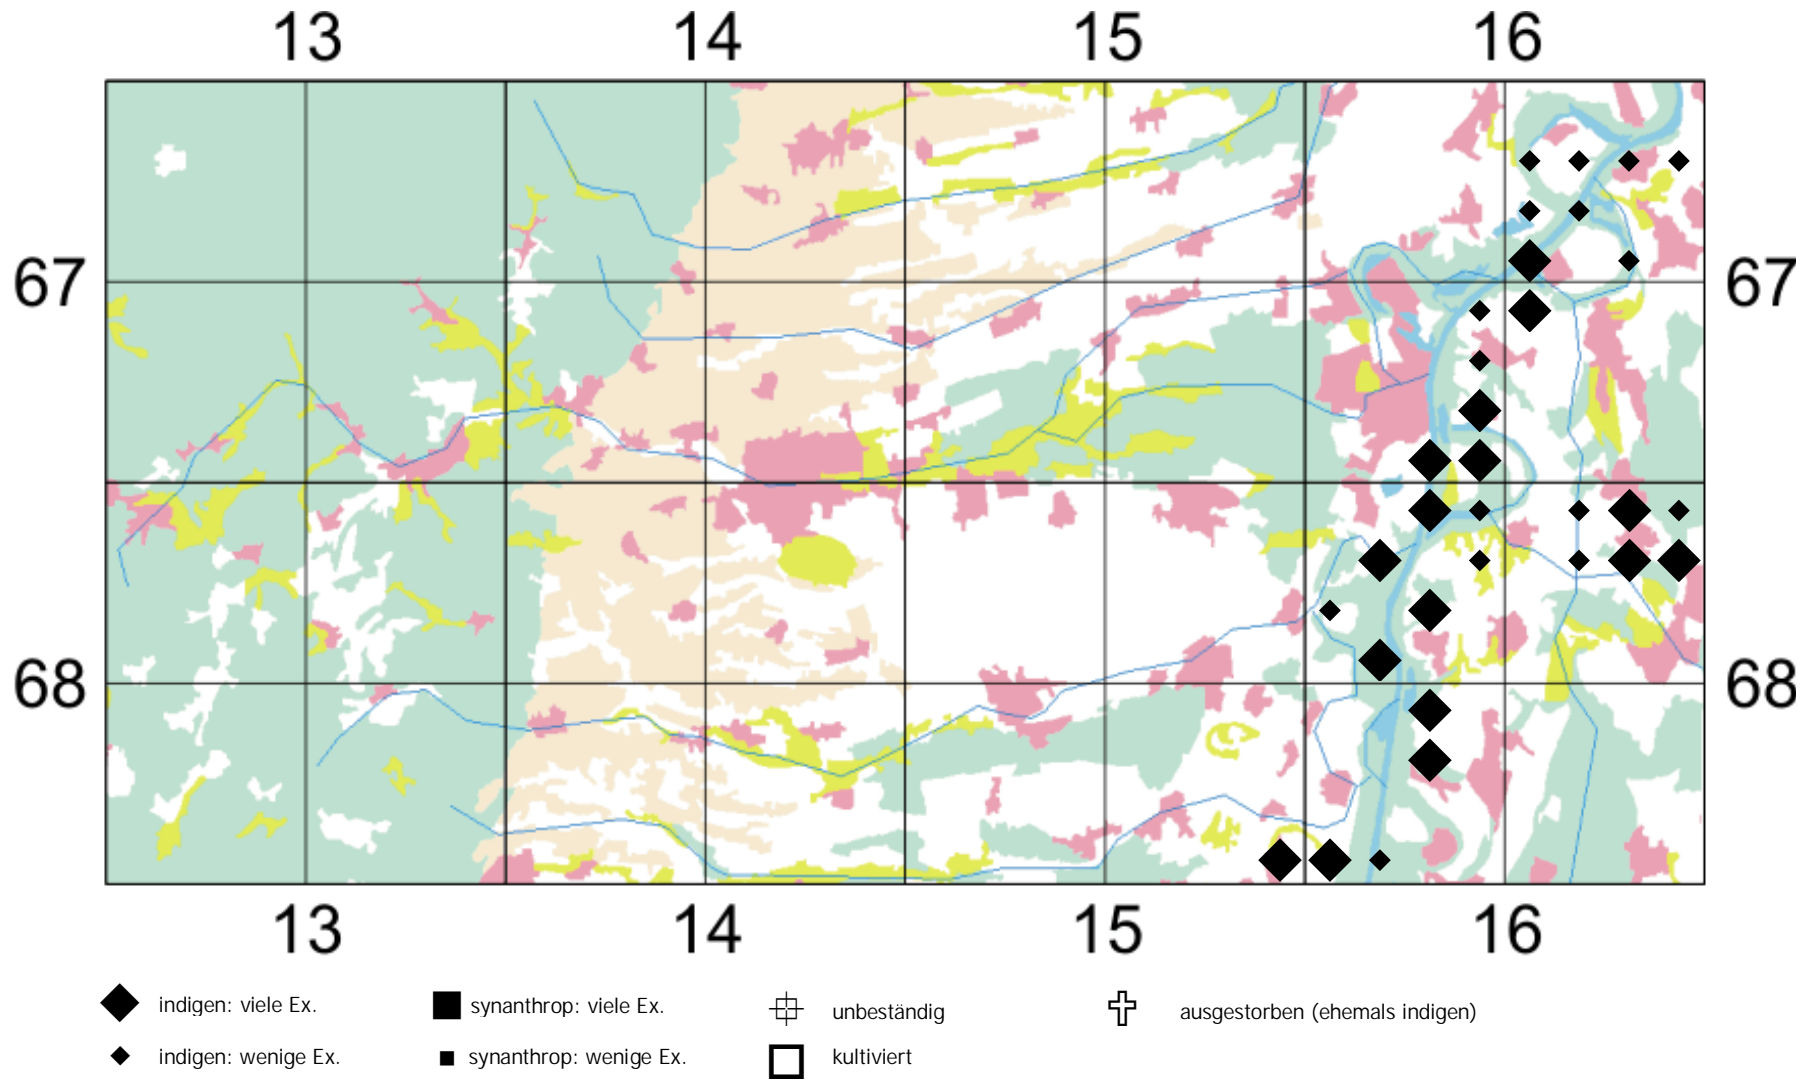 13 14 15 16
67 67
68 68
13 14 15 16
indigen: viele Ex. synanthrop: viele Ex. unbeständig ausgestorben (ehemals indigen)
indigen: wenige Ex. synanthrop: wenige Ex. kultiviert